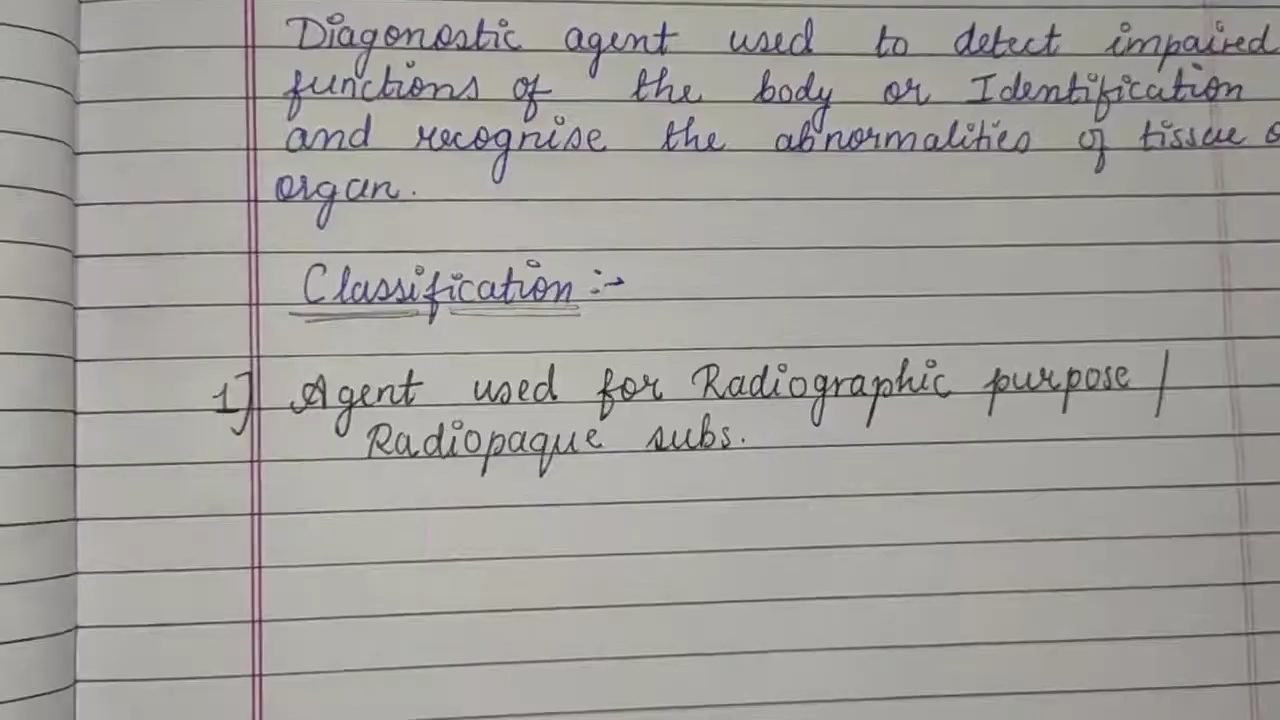 Diagonostic agent used to detect impaired
functions of the body or Identification
and recognise the abnormalities of tissue
organ.
Classification :-
1] Agent used for Radiographic purpose /
Radiopaque subs.